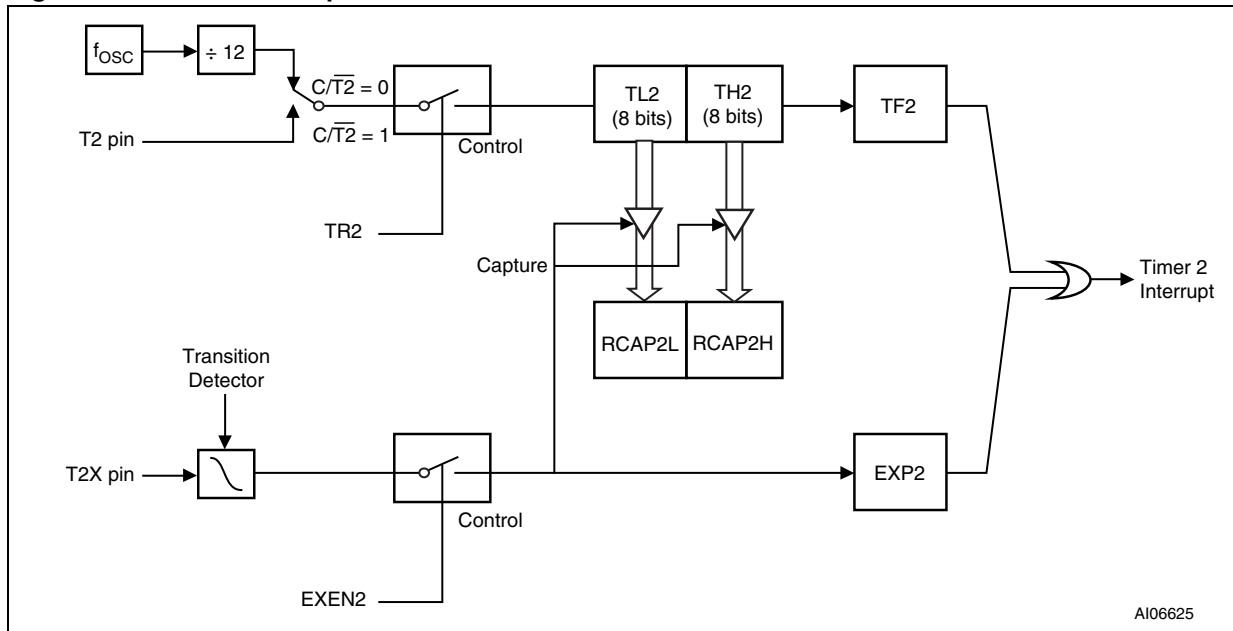 fOSC
÷ 12
C/T2̅ = 0
T2 pin
C/T2̅ = 1
Control
TR2
TL2
(8 bits)
TH2
(8 bits)
TF2
Capture
Timer 2
Interrupt
RCAP2L
RCAP2H
Transition
Detector
T2X pin
Control
EXP2
EXEN2
AI06625